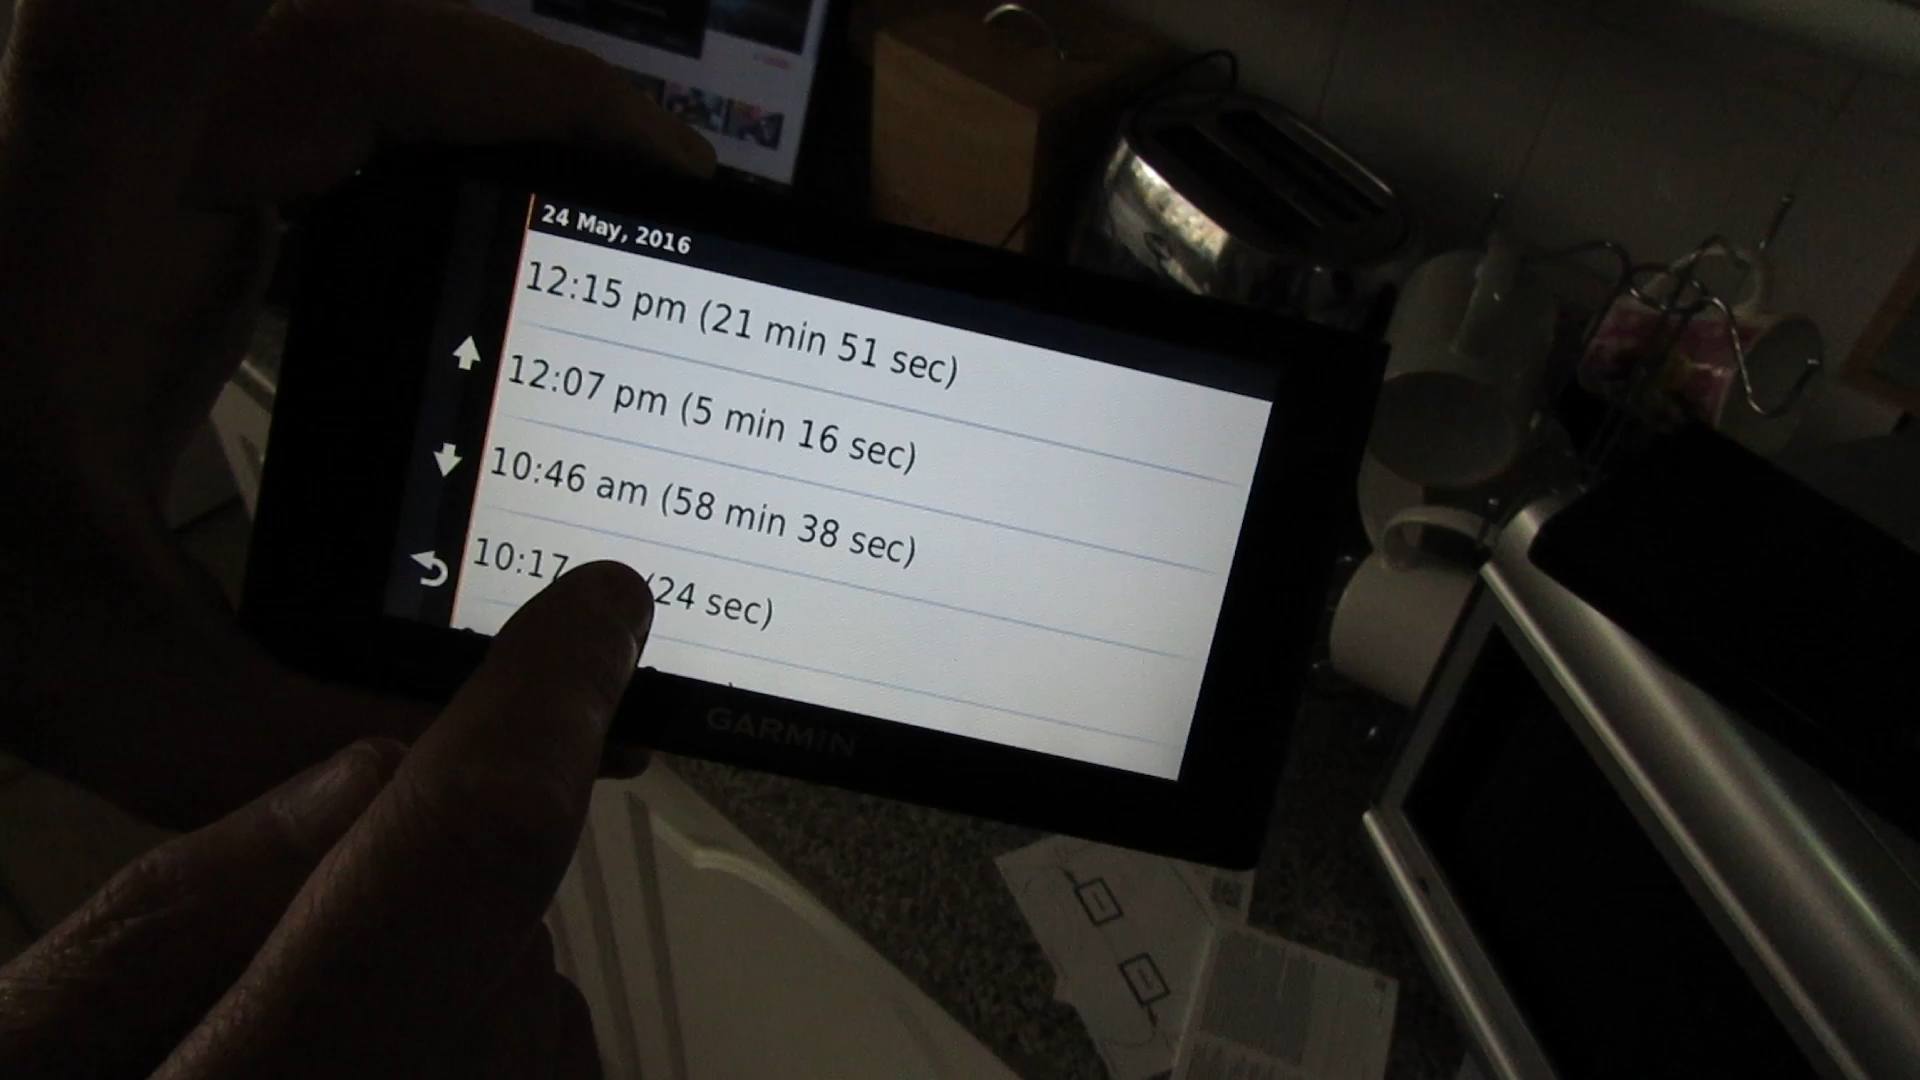 24 May, 2016
12:15 pm (21 min 51 sec)
12:07 pm (5 min 16 sec)
10:46 am (58 min 38 sec)
10:17 (24 sec)
GARMIN